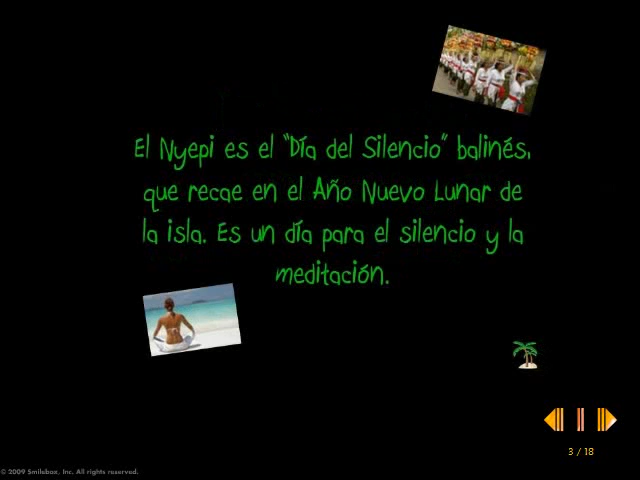 El Nyepi es el "Día del Silencio" balinés,
que recae en el Año Nuevo Lunar de
la isla. Es un día para el silencio y la
meditación.
3 / 18
© 2009 Smilebox, Inc. All rights reserved.